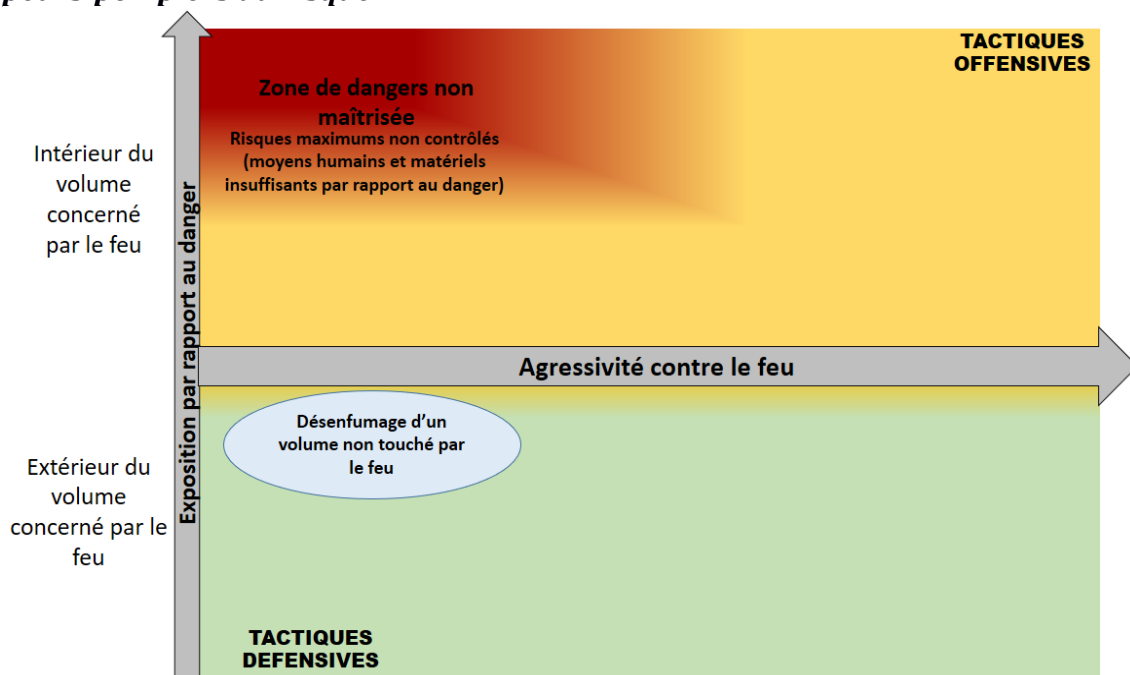 TACTIQUES
OFFENSIVES
Zone de dangers non
maîtrisée
Risques maximums non contrôlés
(moyens humains et matériels
insuffisants par rapport au danger)
Intérieur du
volume
concerné
par le feu
Exposition par rapport au danger
Agressivité contre le feu
Désenfumage d’un
volume non touché par
le feu
Extérieur du
volume
concerné par le
feu
TACTIQUES
DEFENSIVES